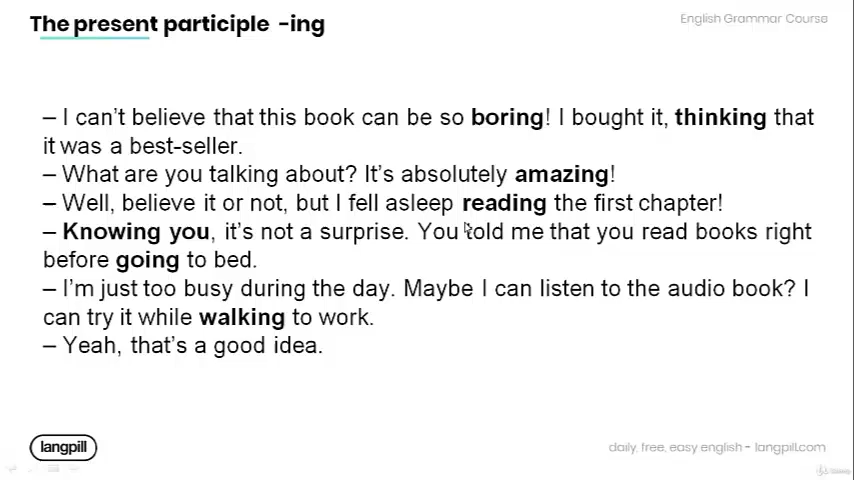 The present participle -ing
English Grammar Course
– I can't believe that this book can be so boring! I bought it, thinking that
it was a best-seller.
– What are you talking about? It's absolutely amazing!
– Well, believe it or not, but I fell asleep reading the first chapter!
– Knowing you, it's not a surprise. You told me that you read books right
before going to bed.
– I'm just too busy during the day. Maybe I can listen to the audio book? I
can try it while walking to work.
– Yeah, that's a good idea.
langpill
daily, free, easy english - langpill.com